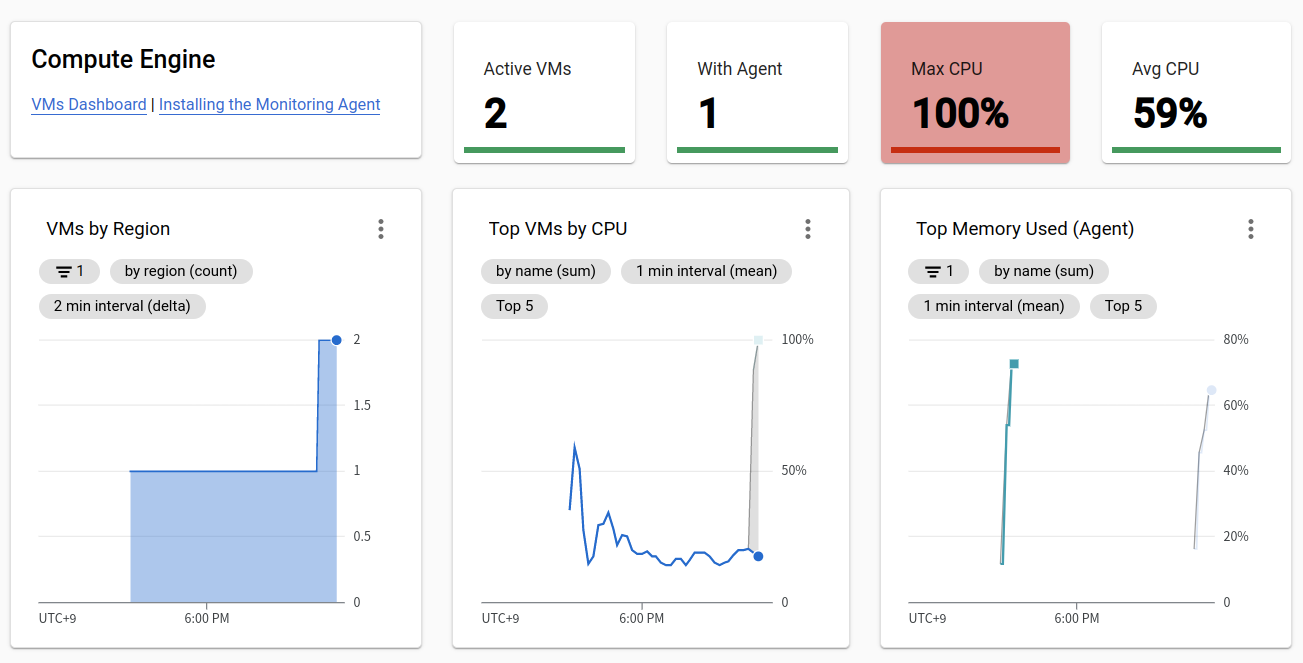 Compute Engine
VMs Dashboard | Installing the Monitoring Agent
Active VMs
2
With Agent
1
Max CPU
100%
Avg CPU
59%
VMs by Region
1
by region (count)
2 min interval (delta)
2
1.5
1
0.5
0
UTC+9
6:00 PM
Top VMs by CPU
by name (sum)
1 min interval (mean)
Top 5
100%
50%
0
UTC+9
6:00 PM
Top Memory Used (Agent)
1
by name (sum)
1 min interval (mean)
Top 5
80%
60%
40%
20%
0
UTC+9
6:00 PM